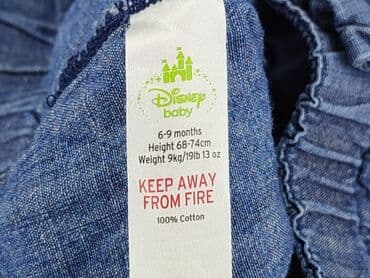 Disney
baby
6-9 months
Height 68-74cm
Weight 9kg/19lb 13 oz
KEEP AWAY
FROM FIRE
100% Cotton